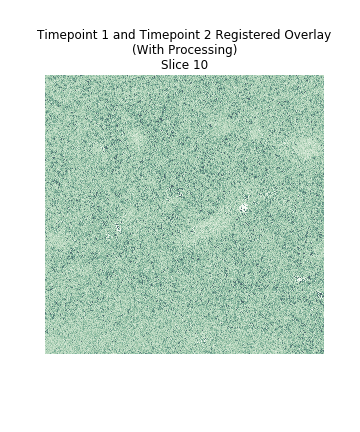 Timepoint 1 and Timepoint 2 Registered Overlay
(With Processing)
Slice 10